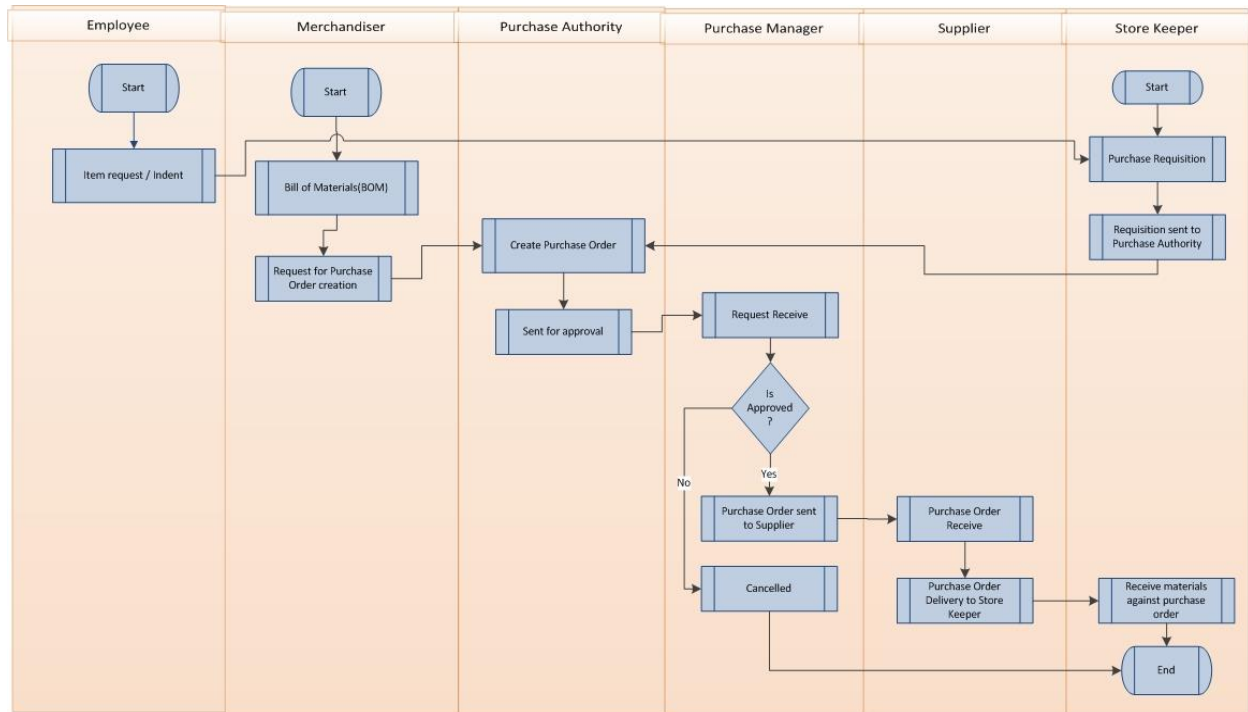 Employee
Merchandiser
Purchase Authority
Purchase Manager
Supplier
Store Keeper
Start
Start
Start
Item request / Indent
Bill of Materials(BOM)
Purchase Requisition
Request for Purchase
Order creation
Create Purchase Order
Requisition sent to
Purchase Authority
Sent for approval
Request Receive
Is
Approved
?
No
Yes
Purchase Order sent
to Supplier
Purchase Order
Receive
Cancelled
Purchase Order
Delivery to Store
Keeper
Receive materials
against purchase
order
End